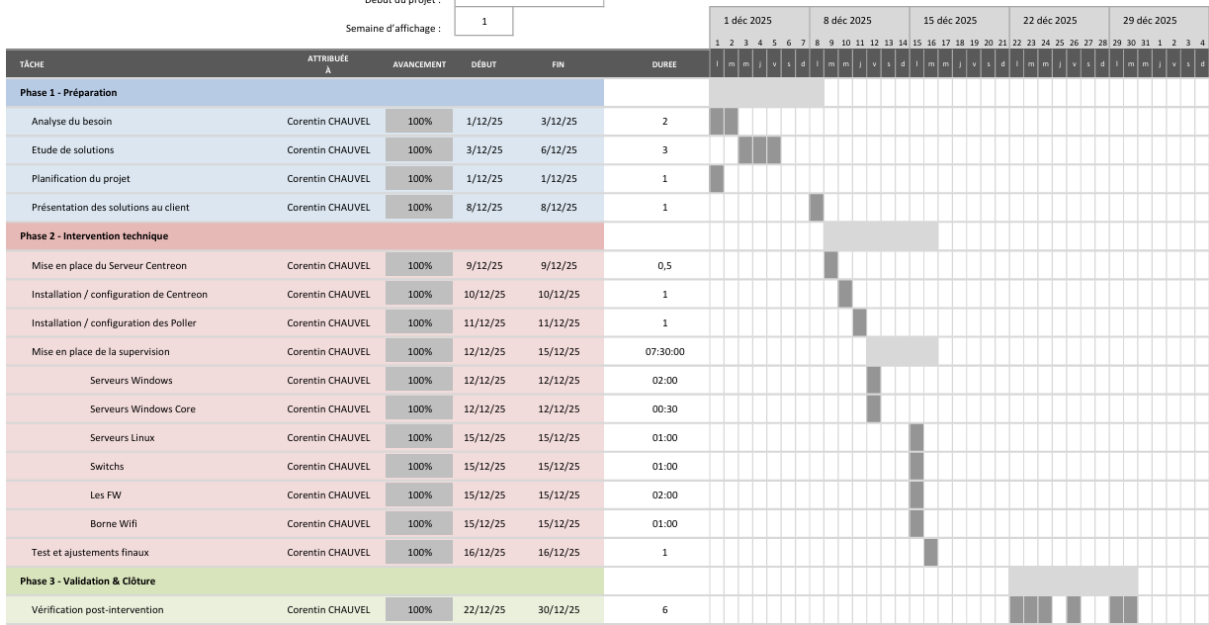 Début du projet :
Semaine d'affichage : 1
1 déc 2025 8 déc 2025 15 déc 2025 22 déc 2025 29 déc 2025
1 2 3 4 5 6 7 8 9 10 11 12 13 14 15 16 17 18 19 20 21 22 23 24 25 26 27 28 29 30 31 1 2 3 4
TÂCHE ATTRIBUÉE À AVANCEMENT DÉBUT FIN DUREE l m m j v s d l m m j v s d l m m j v s d l m m j v s d l m m j v s d
Phase 1 - Préparation
Analyse du besoin Corentin CHAUVEL 100% 1/12/25 3/12/25 2
Etude de solutions Corentin CHAUVEL 100% 3/12/25 6/12/25 3
Planification du projet Corentin CHAUVEL 100% 1/12/25 1/12/25 1
Présentation des solutions au client Corentin CHAUVEL 100% 8/12/25 8/12/25 1
Phase 2 - Intervention technique
Mise en place du Serveur Centreon Corentin CHAUVEL 100% 9/12/25 9/12/25 0,5
Installation / configuration de Centreon Corentin CHAUVEL 100% 10/12/25 10/12/25 1
Installation / configuration des Poller Corentin CHAUVEL 100% 11/12/25 11/12/25 1
Mise en place de la supervision Corentin CHAUVEL 100% 12/12/25 15/12/25 07:30:00
Serveurs Windows Corentin CHAUVEL 100% 12/12/25 12/12/25 02:00
Serveurs Windows Core Corentin CHAUVEL 100% 12/12/25 12/12/25 00:30
Serveurs Linux Corentin CHAUVEL 100% 15/12/25 15/12/25 01:00
Switchs Corentin CHAUVEL 100% 15/12/25 15/12/25 01:00
Les FW Corentin CHAUVEL 100% 15/12/25 15/12/25 02:00
Borne Wifi Corentin CHAUVEL 100% 15/12/25 15/12/25 01:00
Test et ajustements finaux Corentin CHAUVEL 100% 16/12/25 16/12/25 1
Phase 3 - Validation & Clôture
Vérification post-intervention Corentin CHAUVEL 100% 22/12/25 30/12/25 6